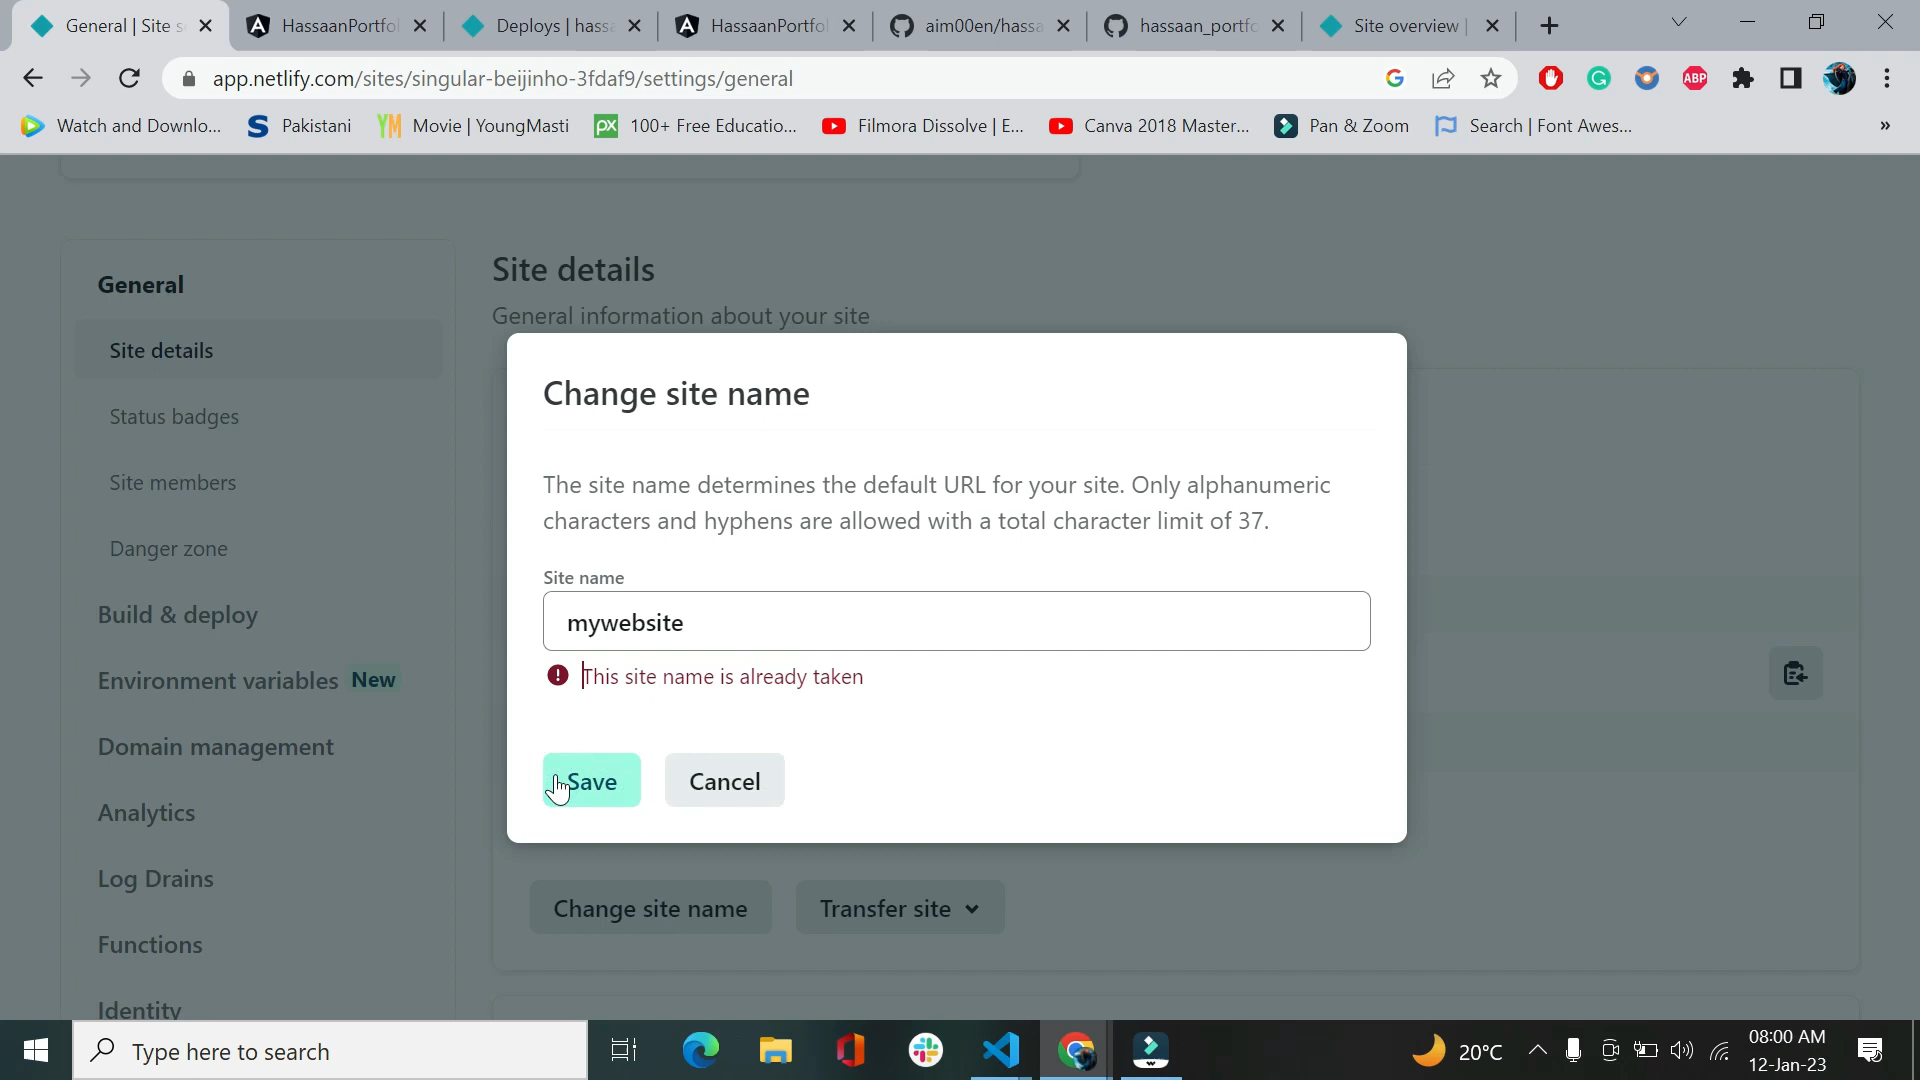 General | Site s
HassaanPortfol
Deploys | hassa
HassaanPortfol
aim00en/hassa
hassaan_portfo
Site overview |
app.netlify.com/sites/singular-beijinho-3fdaf9/settings/general
ABP
Watch and Downlo...
Pakistani
Movie | YoungMasti
100+ Free Educatio...
Filmora Dissolve | E...
Canva 2018 Master...
Pan & Zoom
Search | Font Awes...
»
General
Site details
Status badges
Site members
Danger zone
Build & deploy
Environment variables New
Domain management
Analytics
Log Drains
Functions
Identity
Site details
General information about your site
Change site name
The site name determines the default URL for your site. Only alphanumeric
characters and hyphens are allowed with a total character limit of 37.
Site name
mywebsite
This site name is already taken
Save
Cancel
Change site name
Transfer site
Type here to search
20°C
08:00 AM
12-Jan-23